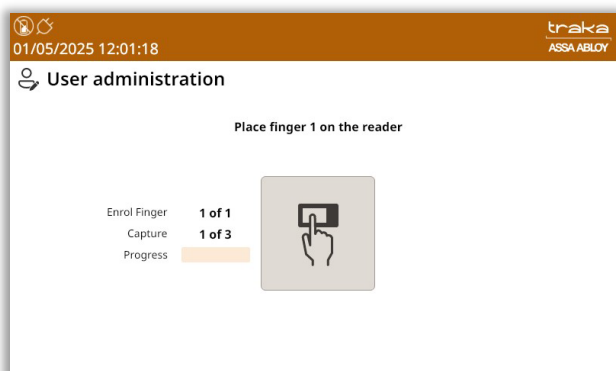 traka
01/05/2025 12:01:18
ASSA ABLOY
User administration
Place finger 1 on the reader
Enrol Finger 1 of 1
Capture 1 of 3
Progress